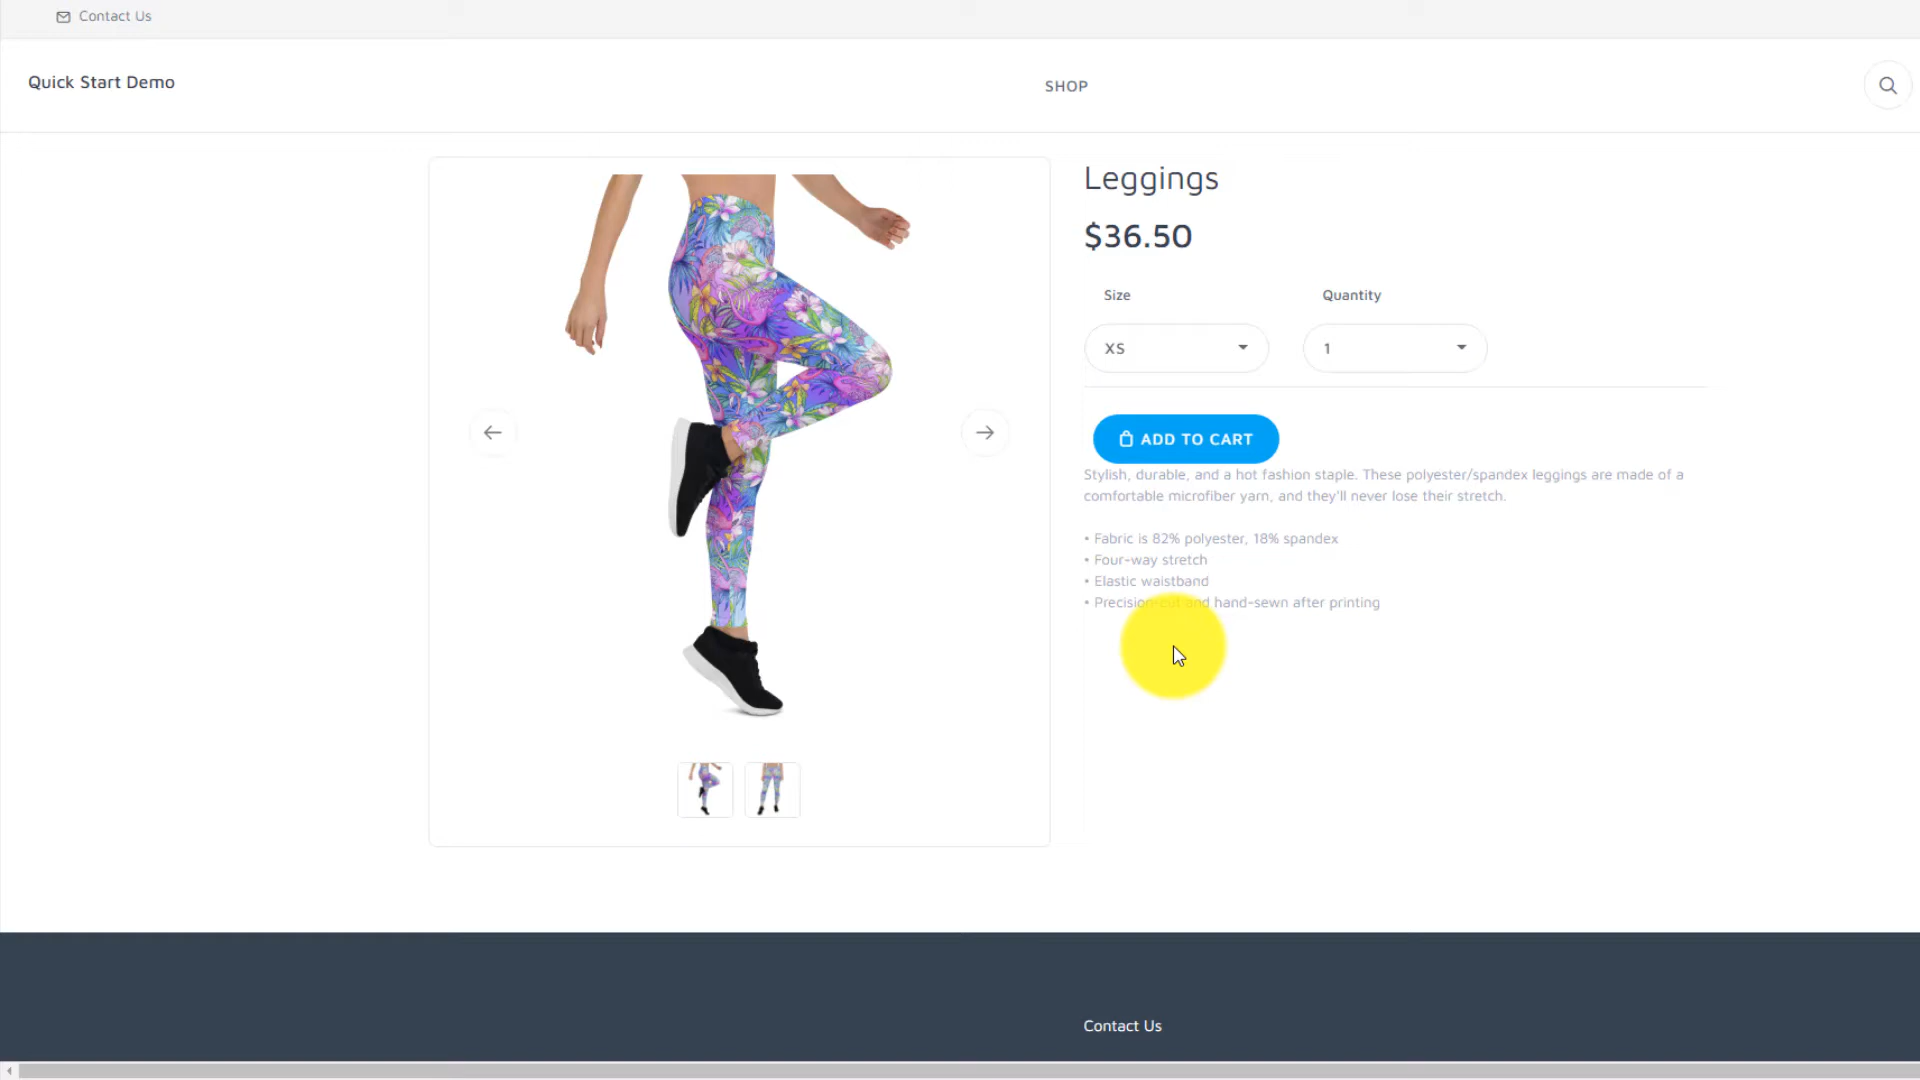 Contact Us
Quick Start Demo
SHOP
Leggings
$36.50
Size
Quantity
XS
1
ADD TO CART
Stylish, durable, and a hot fashion staple. These polyester/spandex leggings are made of a
comfortable microfiber yarn, and they'll never lose their stretch.
• Fabric is 82% polyester, 18% spandex
• Four-way stretch
• Elastic waistband
• Precision-cut and hand-sewn after printing
Contact Us